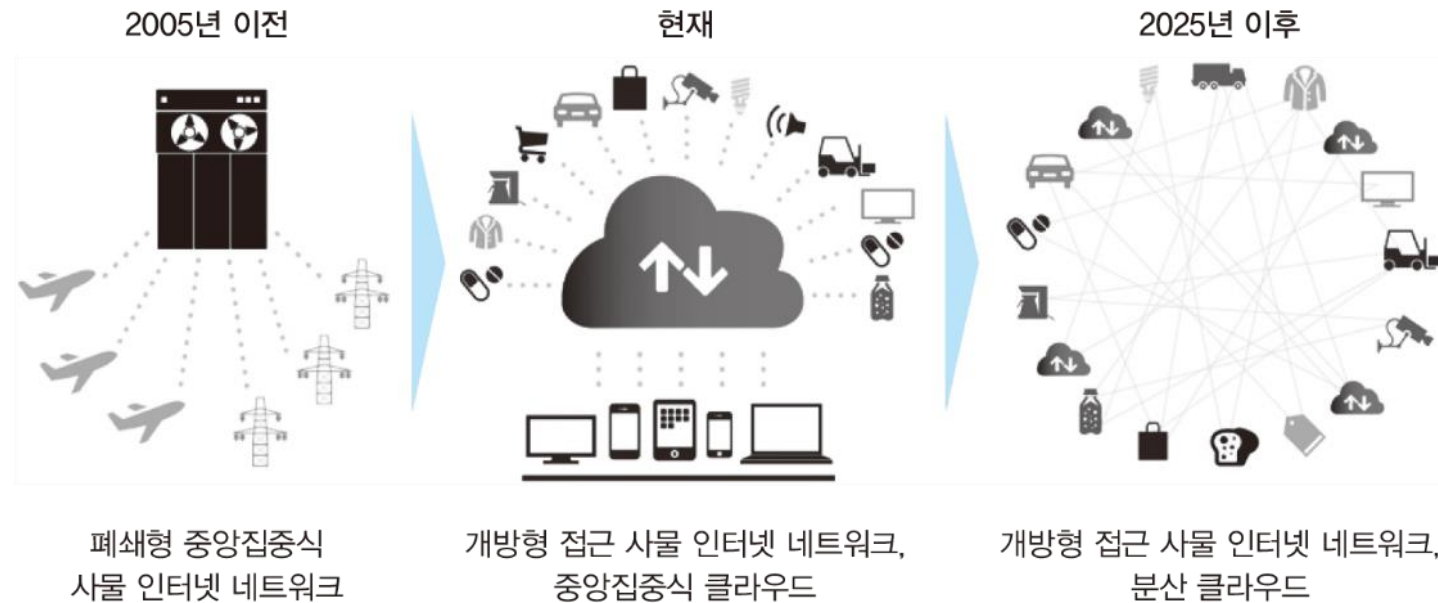 2005년 이전
현재
2025년 이후
폐쇄형 중앙집중식
사물 인터넷 네트워크
개방형 접근 사물 인터넷 네트워크,
중앙집중식 클라우드
개방형 접근 사물 인터넷 네트워크,
분산 클라우드